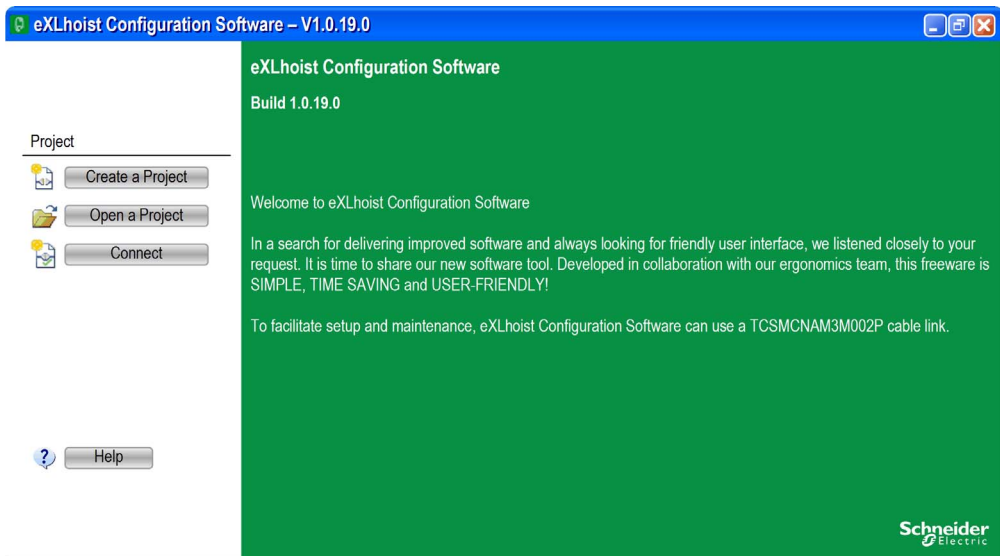 eXLhoist Configuration Software – V1.0.19.0
Project
Create a Project
Open a Project
Connect
Help
eXLhoist Configuration Software
Build 1.0.19.0
Welcome to eXLhoist Configuration Software
In a search for delivering improved software and always looking for friendly user interface, we listened closely to your
request. It is time to share our new software tool. Developed in collaboration with our ergonomics team, this freeware is
SIMPLE, TIME SAVING and USER-FRIENDLY!
To facilitate setup and maintenance, eXLhoist Configuration Software can use a TCSMCNAM3M002P cable link.
Schneider
Electric